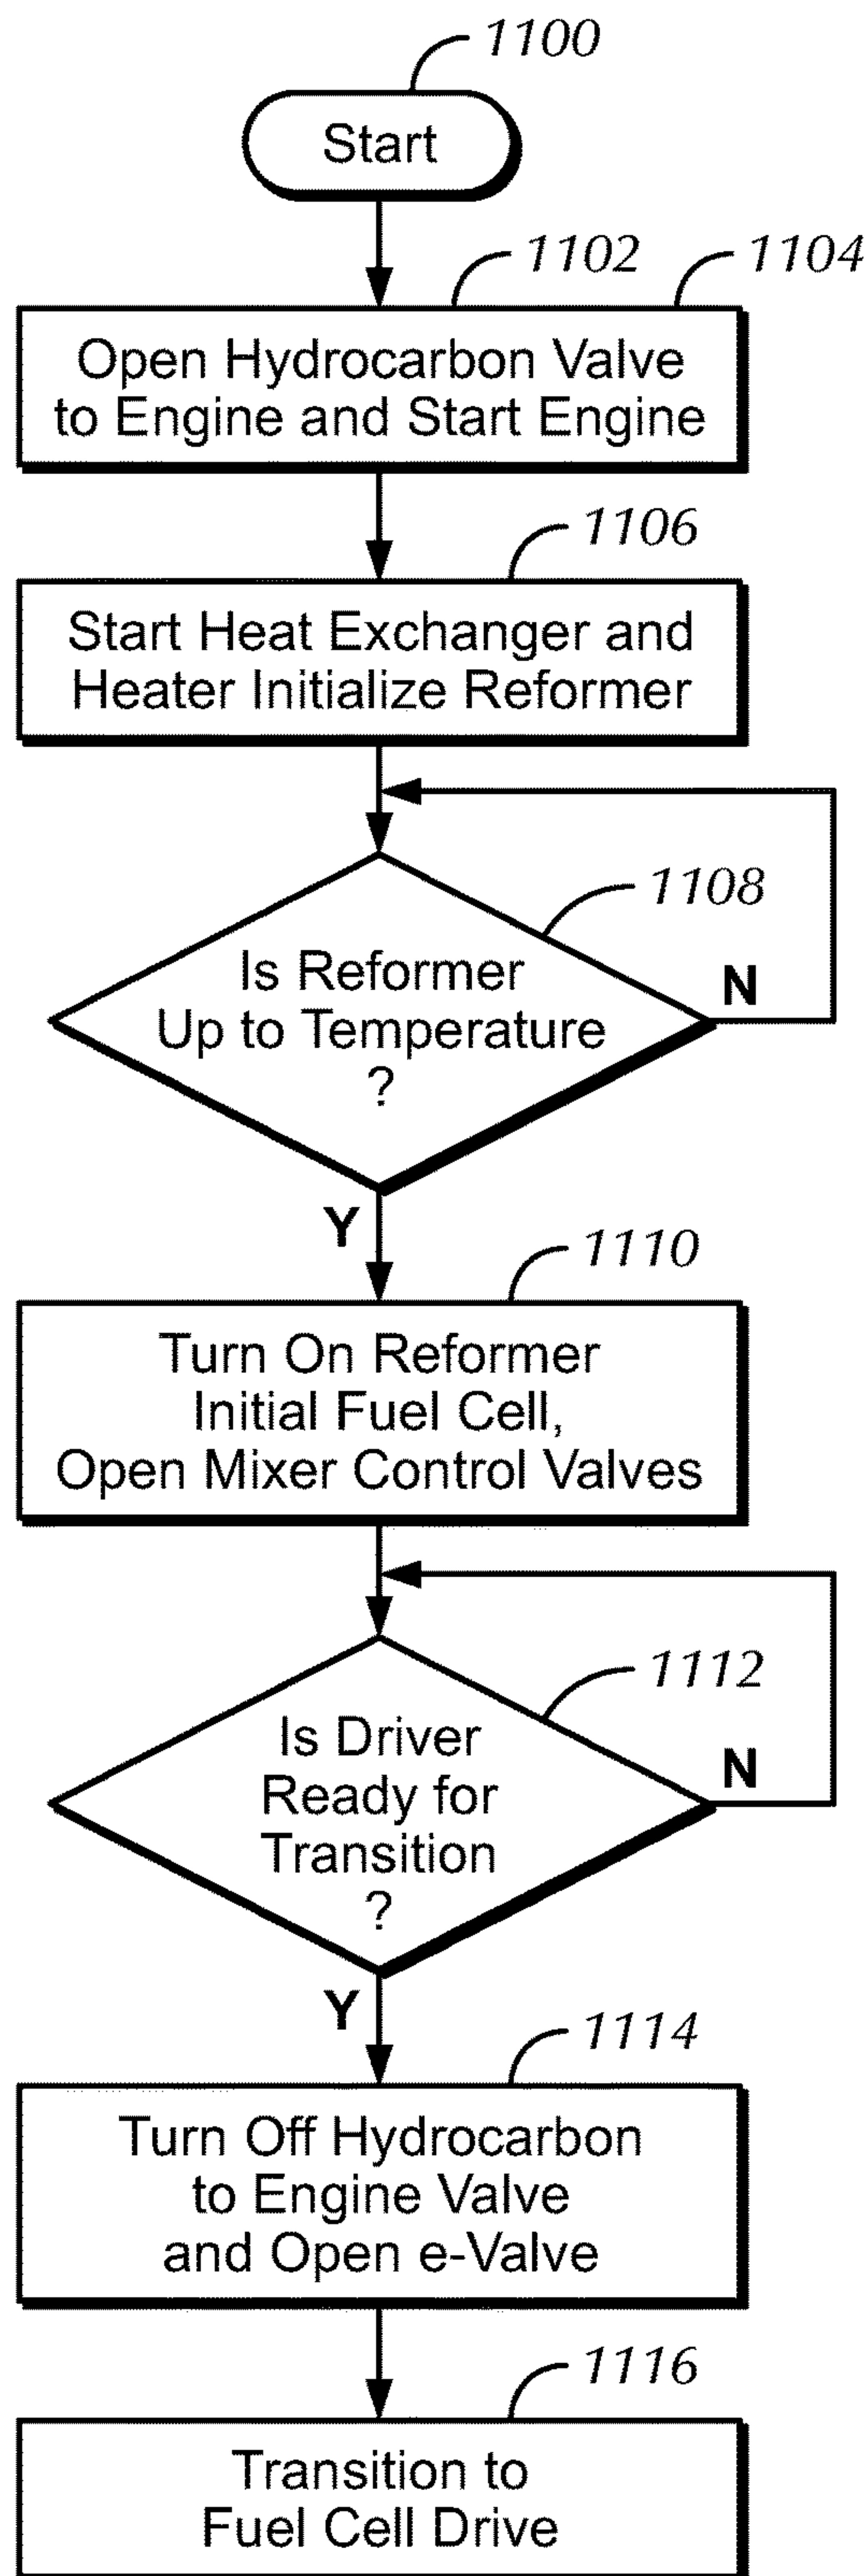 1100
Start
1102
1104
Open Hydrocarbon Valve
to Engine and Start Engine
1106
Start Heat Exchanger and
Heater Initialize Reformer
1108
Is Reformer
Up to Temperature
?
N
Y
1110
Turn On Reformer
Initial Fuel Cell,
Open Mixer Control Valves
1112
Is Driver
Ready for
Transition
?
N
Y
1114
Turn Off Hydrocarbon
to Engine Valve
and Open e-Valve
1116
Transition to
Fuel Cell Drive